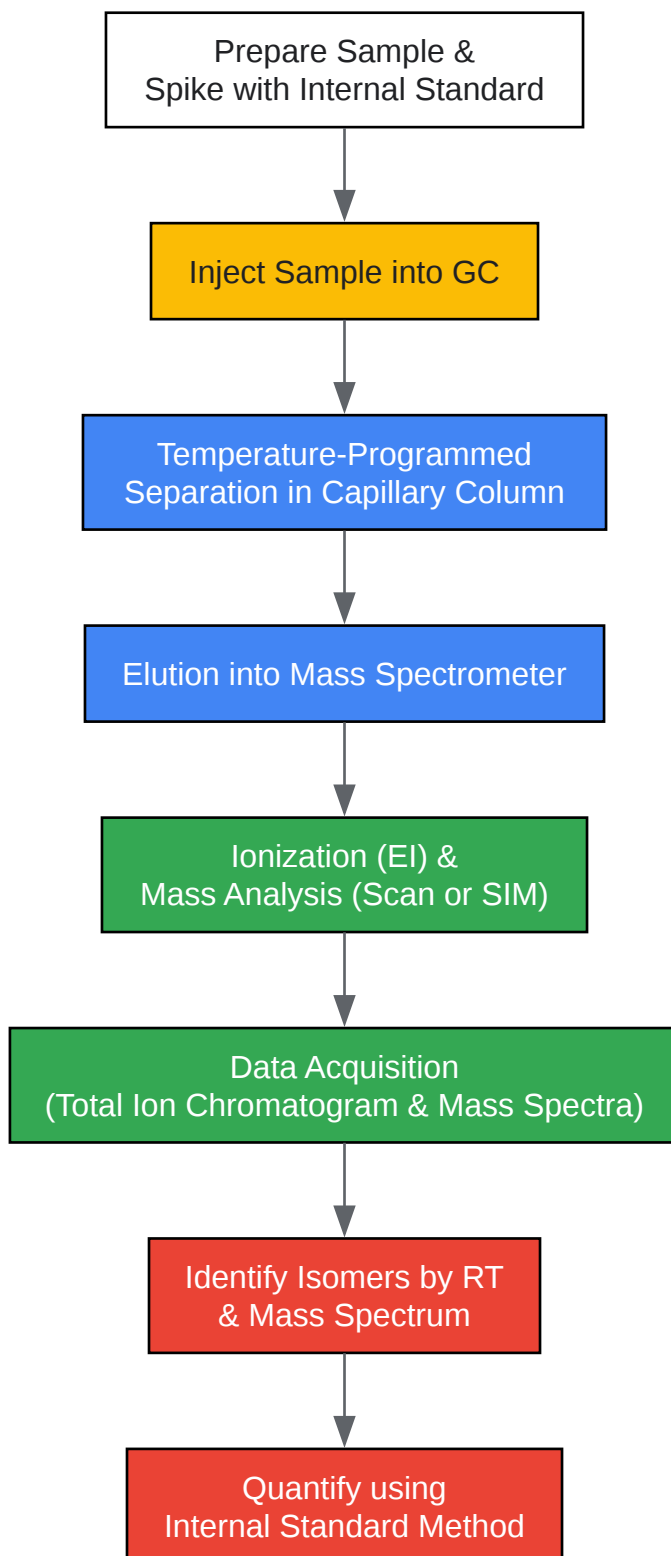 Prepare Sample &
Spike with Internal Standard
Inject Sample into GC
Temperature-Programmed
Separation in Capillary Column
Elution into Mass Spectrometer
Ionization (EI) &
Mass Analysis (Scan or SIM)
Data Acquisition
(Total Ion Chromatogram & Mass Spectra)
Identify Isomers by RT
& Mass Spectrum
Quantify using
Internal Standard Method